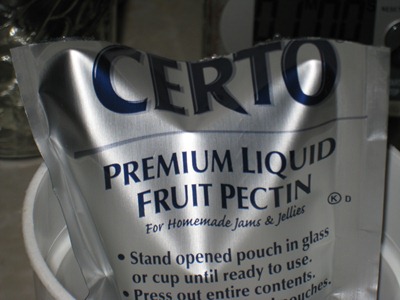 CERTO
PREMIUM LIQUID
FRUIT PECTIN
For Homemade Jams & Jellies
K D
• Stand opened pouch in glass
or cup until ready to use.
• Press out entire contents.
pouches.